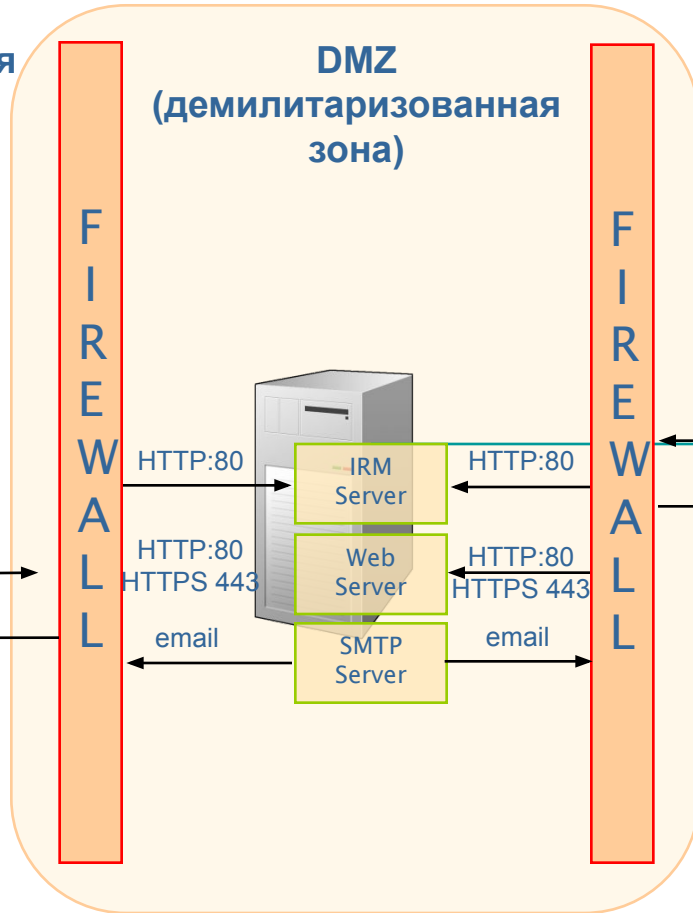 я
DMZ
(демилитаризованная
зона)
F
I
R
E
W
A
L
L
HTTP:80
IRM
Server
HTTP:80
HTTP:80
HTTPS 443
Web
Server
HTTP:80
HTTPS 443
email
SMTP
Server
email
F
I
R
E
W
A
L
L